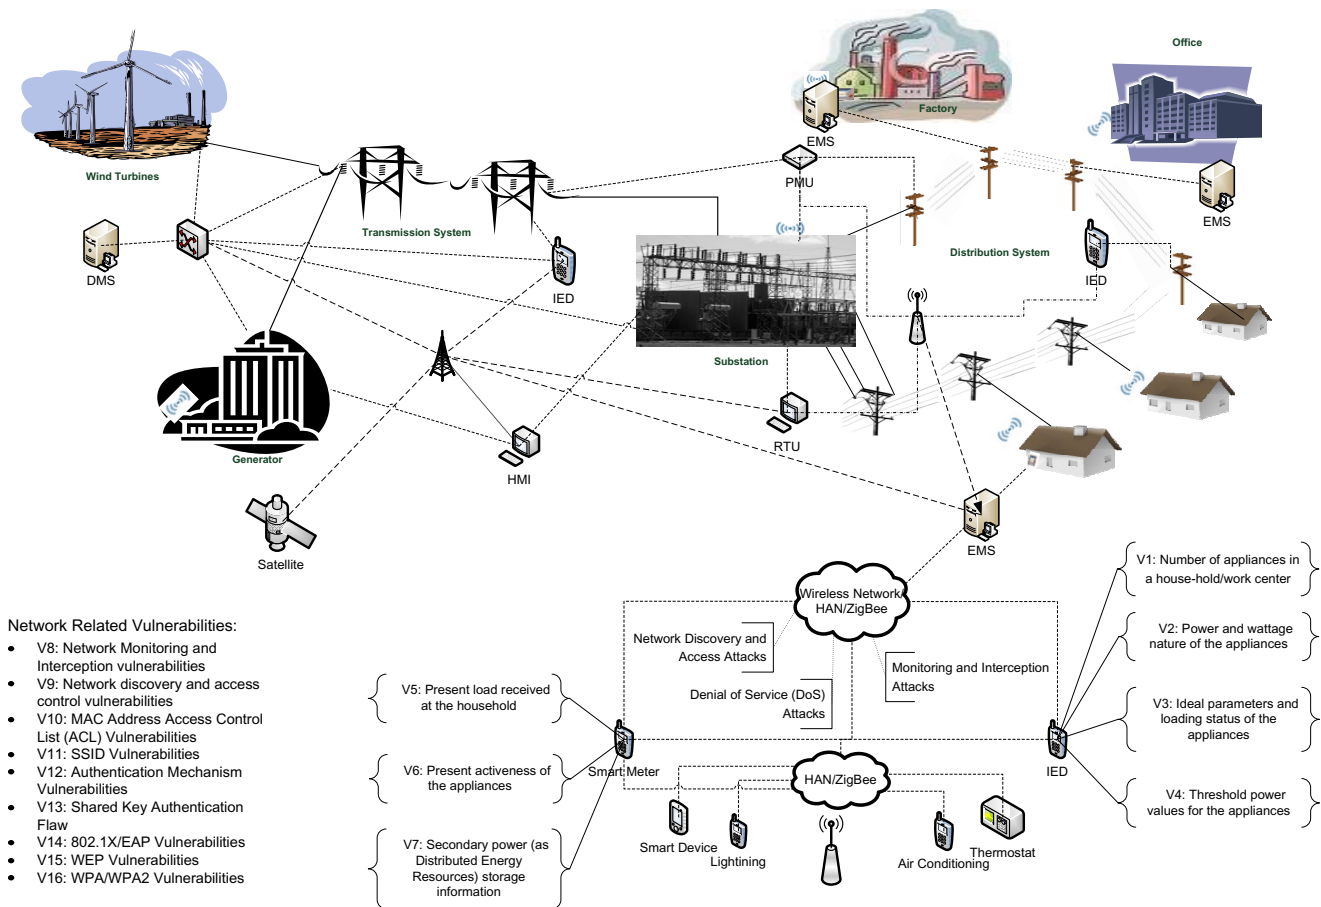 Office
Factory
EMS
Wind Turbines
PMU
EMS
Transmission System
Distribution System
DMS
IED
IED
Substation
Generator
RTU
HMI
Satellite
EMS
Wireless Network/
HAN/ZigBee
Network Discovery and
Access Attacks
Monitoring and Interception
Attacks
Denial of Service (DoS)
Attacks
V1: Number of appliances in
a house-hold/work center
V2: Power and wattage
nature of the appliances
V3: Ideal parameters and
loading status of the
appliances
V4: Threshold power
values for the appliances
IED
Network Related Vulnerabilities:
• V8: Network Monitoring and
Interception vulnerabilities
• V9: Network discovery and access
control vulnerabilities
• V10: MAC Address Access Control
List (ACL) Vulnerabilities
• V11: SSID Vulnerabilities
• V12: Authentication Mechanism
Vulnerabilities
• V13: Shared Key Authentication
Flaw
• V14: 802.1X/EAP Vulnerabilities
• V15: WEP Vulnerabilities
• V16: WPA/WPA2 Vulnerabilities
V5: Present load received
at the household
V6: Present activeness of
the appliances
V7: Secondary power (as
Distributed Energy
Resources) storage
information
Smart Meter
HAN/ZigBee
Smart Device
Lightining
Air Conditioning
Thermostat